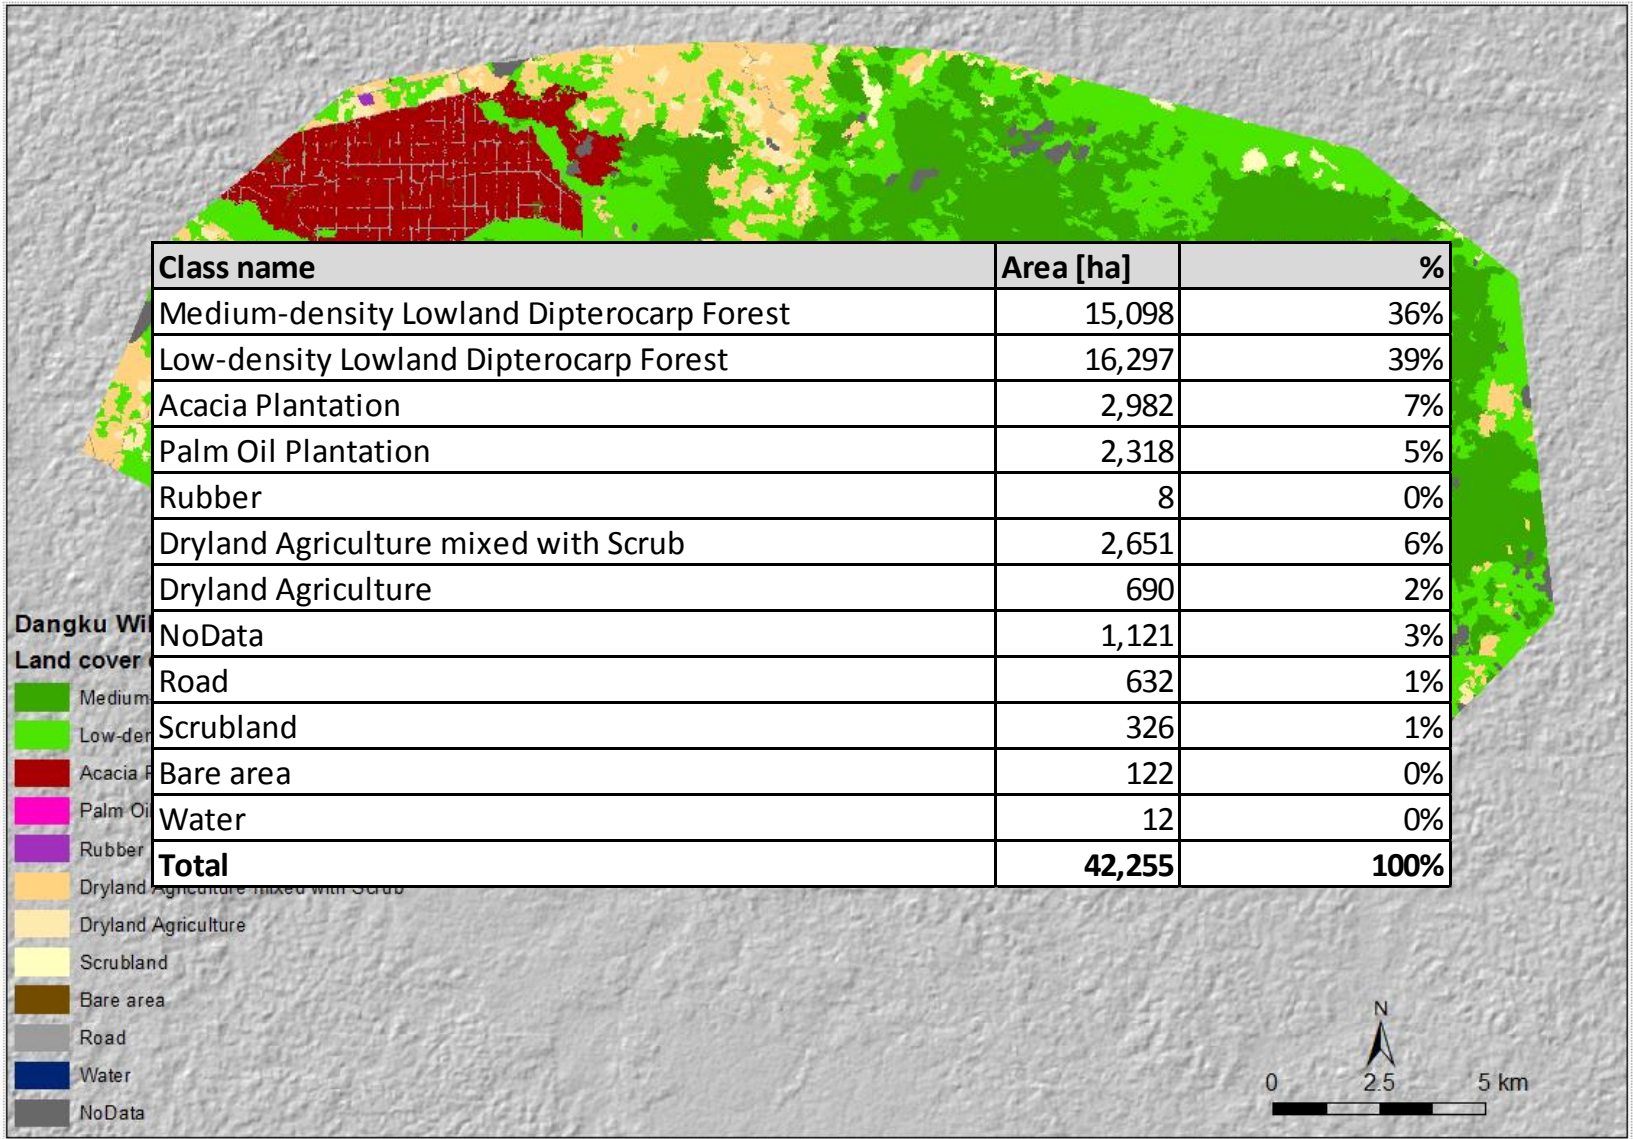 Class name Area [ha] %
Medium-density Lowland Dipterocarp Forest 15,098 36%
Low-density Lowland Dipterocarp Forest 16,297 39%
Acacia Plantation 2,982 7%
Palm Oil Plantation 2,318 5%
Rubber 8 0%
Dryland Agriculture mixed with Scrub 2,651 6%
Dryland Agriculture 690 2%
NoData 1,121 3%
Road 632 1%
Scrubland 326 1%
Bare area 122 0%
Water 12 0%
Total 42,255 100%
Dangku
Land cover
Medium
Acacia
Palm
Rubber
Dryland Agriculture mixed with Scrub
Dryland Agriculture
Scrubland
Bare area
Road
Water
NoData
N
0 2.5 5 km